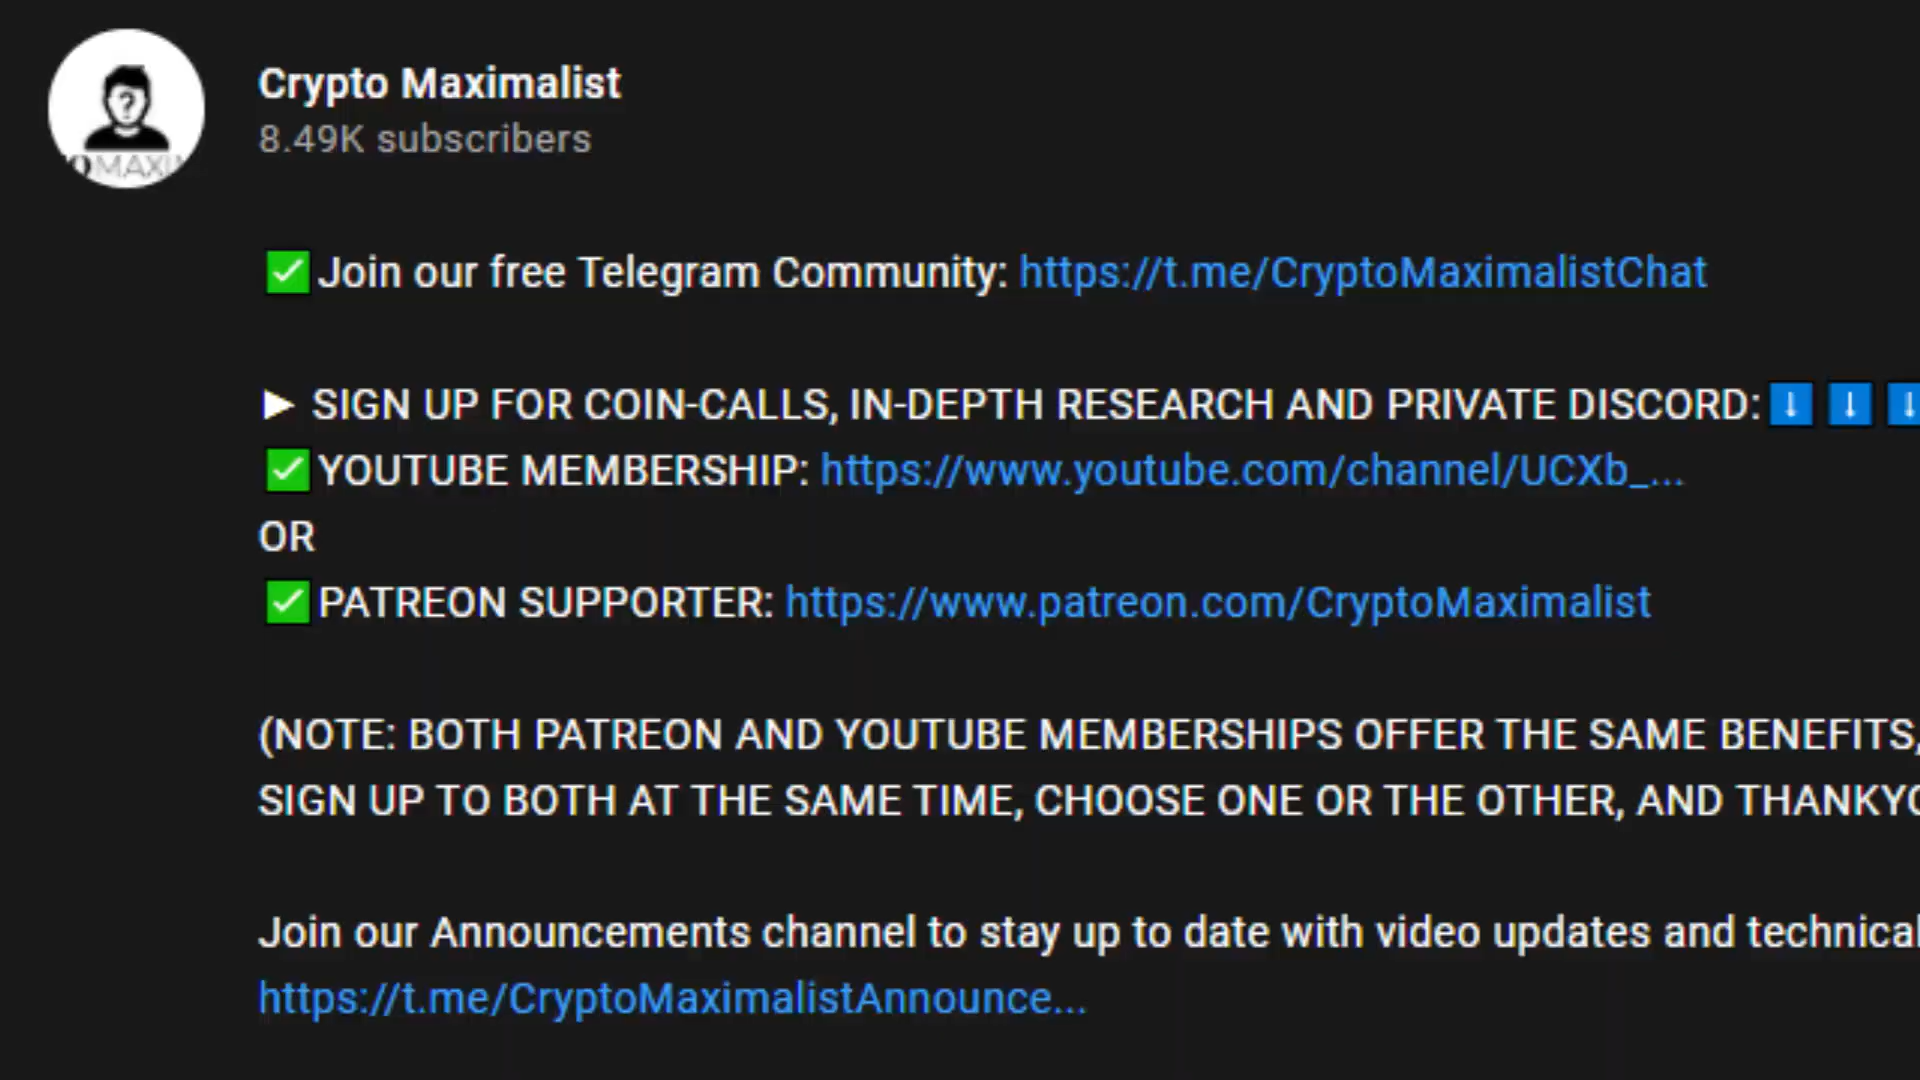 OMAXIM
Crypto Maximalist
8.49K subscribers
✅Join our free Telegram Community: https://t.me/CryptoMaximalistChat
► SIGN UP FOR COIN-CALLS, IN-DEPTH RESEARCH AND PRIVATE DISCORD:⬇️⬇️⬇️
✅YOUTUBE MEMBERSHIP: https://www.youtube.com/channel/UCXb_...
OR
✅PATREON SUPPORTER: https://www.patreon.com/CryptoMaximalist
(NOTE: BOTH PATREON AND YOUTUBE MEMBERSHIPS OFFER THE SAME BENEFITS,
SIGN UP TO BOTH AT THE SAME TIME, CHOOSE ONE OR THE OTHER, AND THANKYO
Join our Announcements channel to stay up to date with video updates and technical
https://t.me/CryptoMaximalistAnnounce...